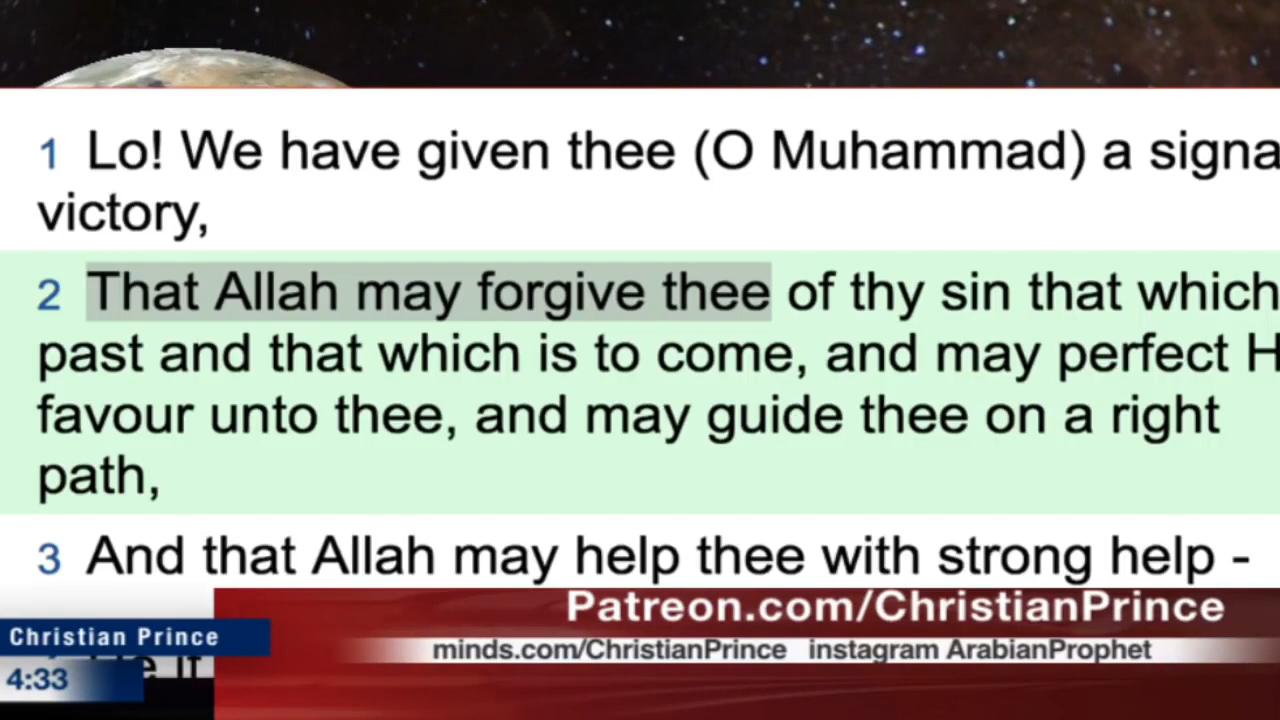 1 Lo! We have given thee (O Muhammad) a signa
victory,
2 That Allah may forgive thee of thy sin that which
past and that which is to come, and may perfect H
favour unto thee, and may guide thee on a right
path,
3 And that Allah may help thee with strong help -
Patreon.com/ChristianPrince
Christian Prince
minds.com/ChristianPrince instagram ArabianProphet
4:33